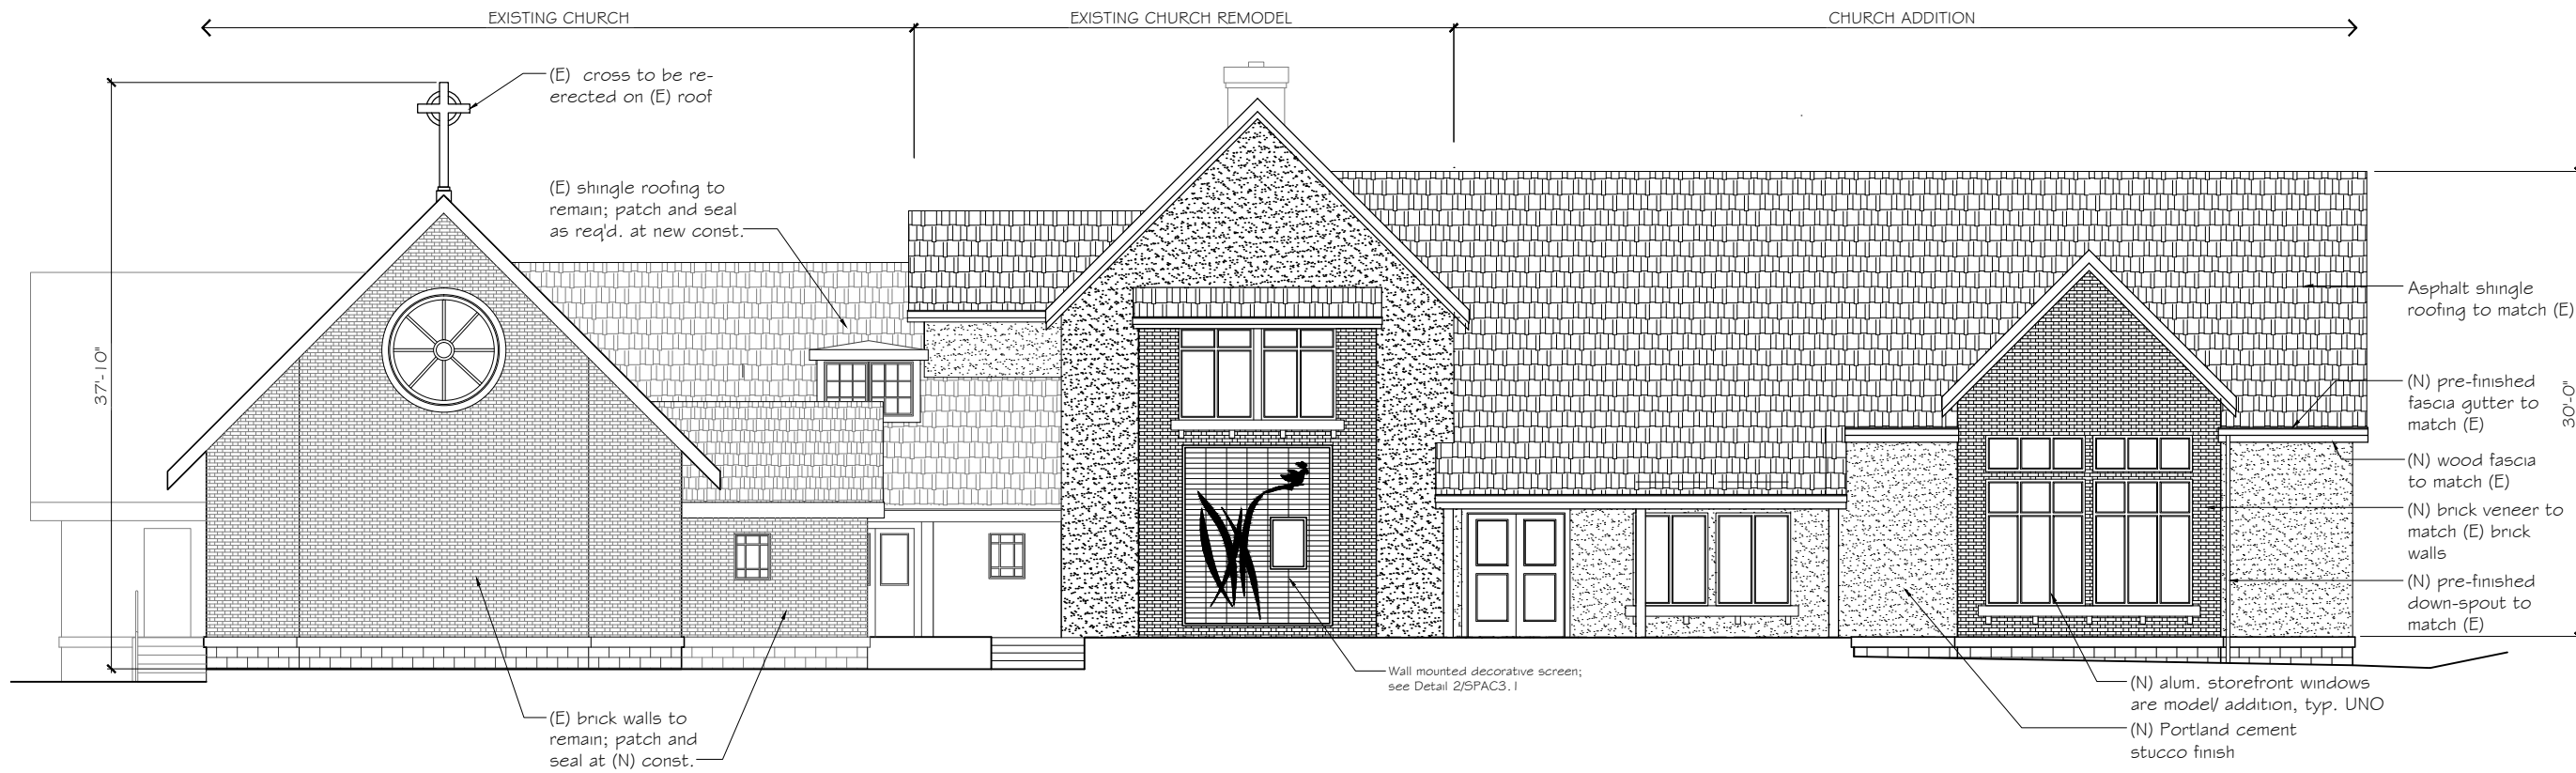 EXISTING CHURCH
EXISTING CHURCH REMODEL
CHURCH ADDITION
(E) cross to be re-
erected on (E) roof
(E) shingle roofing to
remain; patch and seal
as req'd. at new const.
37'-10"
Asphalt shingle
roofing to match (E)
(N) pre-finished
fascia gutter to
match (E)
30'-0"
(N) wood fascia
to match (E)
(N) brick veneer to
match (E) brick
walls
(N) pre-finished
down-spout to
match (E)
Wall mounted decorative screen;
see Detail 2/SPAC3.1
(N) alum. storefront windows
are model/ addition, typ. UNO
(N) Portland cement
stucco finish
(E) brick walls to
remain; patch and
seal at (N) const.